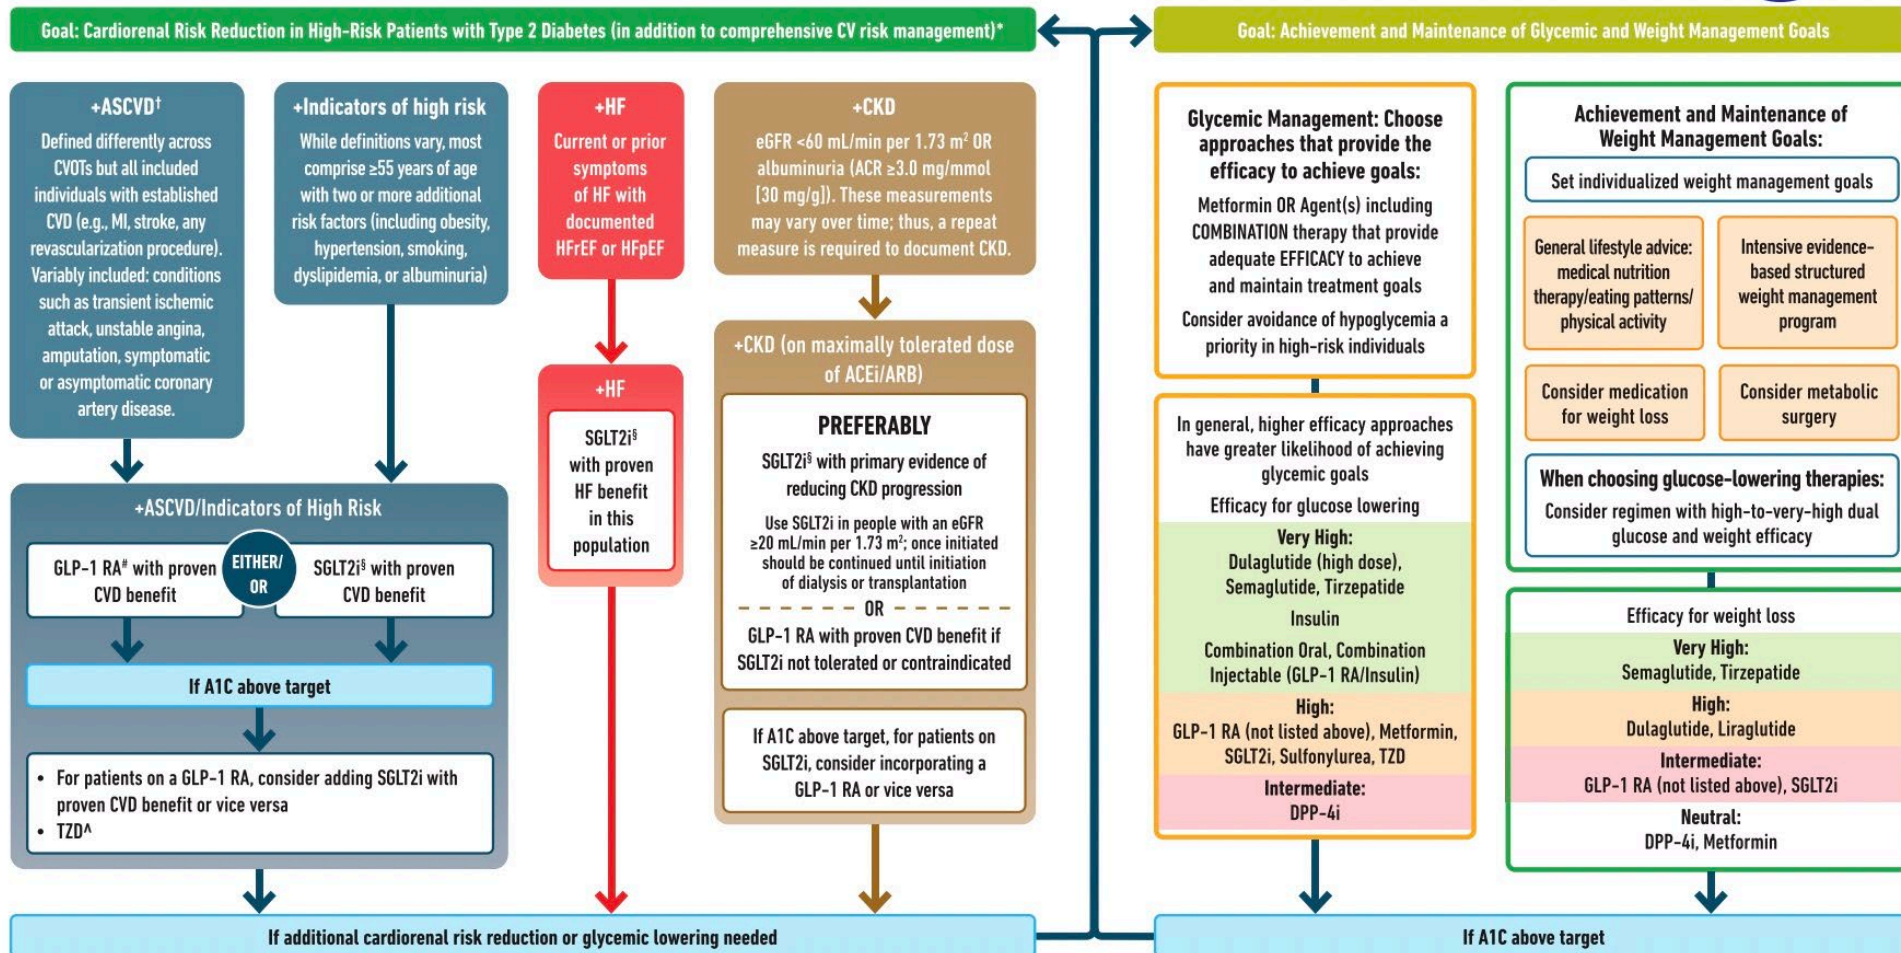 Goal: Cardiorenal Risk Reduction in High-Risk Patients with Type 2 Diabetes (in addition to comprehensive CV risk management)*
+ASCVD†
Defined differently across
CVOTs but all included
individuals with established
CVD (e.g., MI, stroke, any
revascularization procedure).
Variably included: conditions
such as transient ischemic
attack, unstable angina,
amputation, symptomatic
or asymptomatic coronary
artery disease.
+Indicators of high risk
While definitions vary, most
comprise ≥55 years of age
with two or more additional
risk factors (including obesity,
hypertension, smoking,
dyslipidemia, or albuminuria)
+ASCVD/Indicators of High Risk
GLP-1 RA# with proven
CVD benefit
EITHER/
OR
SGLT2i§ with proven
CVD benefit
If A1C above target
• For patients on a GLP-1 RA, consider adding SGLT2i with
proven CVD benefit or vice versa
• TZD^
+HF
Current or prior
symptoms
of HF with
documented
HFrEF or HFpEF
+HF
SGLT2i§
with proven
HF benefit
in this
population
+CKD
eGFR <60 mL/min per 1.73 m² OR
albuminuria (ACR ≥3.0 mg/mmol
[30 mg/g]). These measurements
may vary over time; thus, a repeat
measure is required to document CKD.
+CKD (on maximally tolerated dose
of ACEi/ARB)
PREFERABLY
SGLT2i§ with primary evidence of
reducing CKD progression
Use SGLT2i in people with an eGFR
≥20 mL/min per 1.73 m²; once initiated
should be continued until initiation
of dialysis or transplantation
OR
GLP-1 RA with proven CVD benefit if
SGLT2i not tolerated or contraindicated
If A1C above target, for patients on
SGLT2i, consider incorporating a
GLP-1 RA or vice versa
If additional cardiorenal risk reduction or glycemic lowering needed
Goal: Achievement and Maintenance of Glycemic and Weight Management Goals
Glycemic Management: Choose
approaches that provide the
efficacy to achieve goals:
Metformin OR Agent(s) including
COMBINATION therapy that provide
adequate EFFICACY to achieve
and maintain treatment goals
Consider avoidance of hypoglycemia a
priority in high-risk individuals
In general, higher efficacy approaches
have greater likelihood of achieving
glycemic goals
Efficacy for glucose lowering
Very High:
Dulaglutide (high dose),
Semaglutide, Tirzepatide
Insulin
Combination Oral, Combination
Injectable (GLP-1 RA/Insulin)
High:
GLP-1 RA (not listed above), Metformin,
SGLT2i, Sulfonylurea, TZD
Intermediate:
DPP-4i
Achievement and Maintenance of
Weight Management Goals:
Set individualized weight management goals
General lifestyle advice:
medical nutrition
therapy/eating patterns/
physical activity
Intensive evidence-
based structured
weight management
program
Consider medication
for weight loss
Consider metabolic
surgery
When choosing glucose-lowering therapies:
Consider regimen with high-to-very-high dual
glucose and weight efficacy
Efficacy for weight loss
Very High:
Semaglutide, Tirzepatide
High:
Dulaglutide, Liraglutide
Intermediate:
GLP-1 RA (not listed above), SGLT2i
Neutral:
DPP-4i, Metformin
If A1C above target